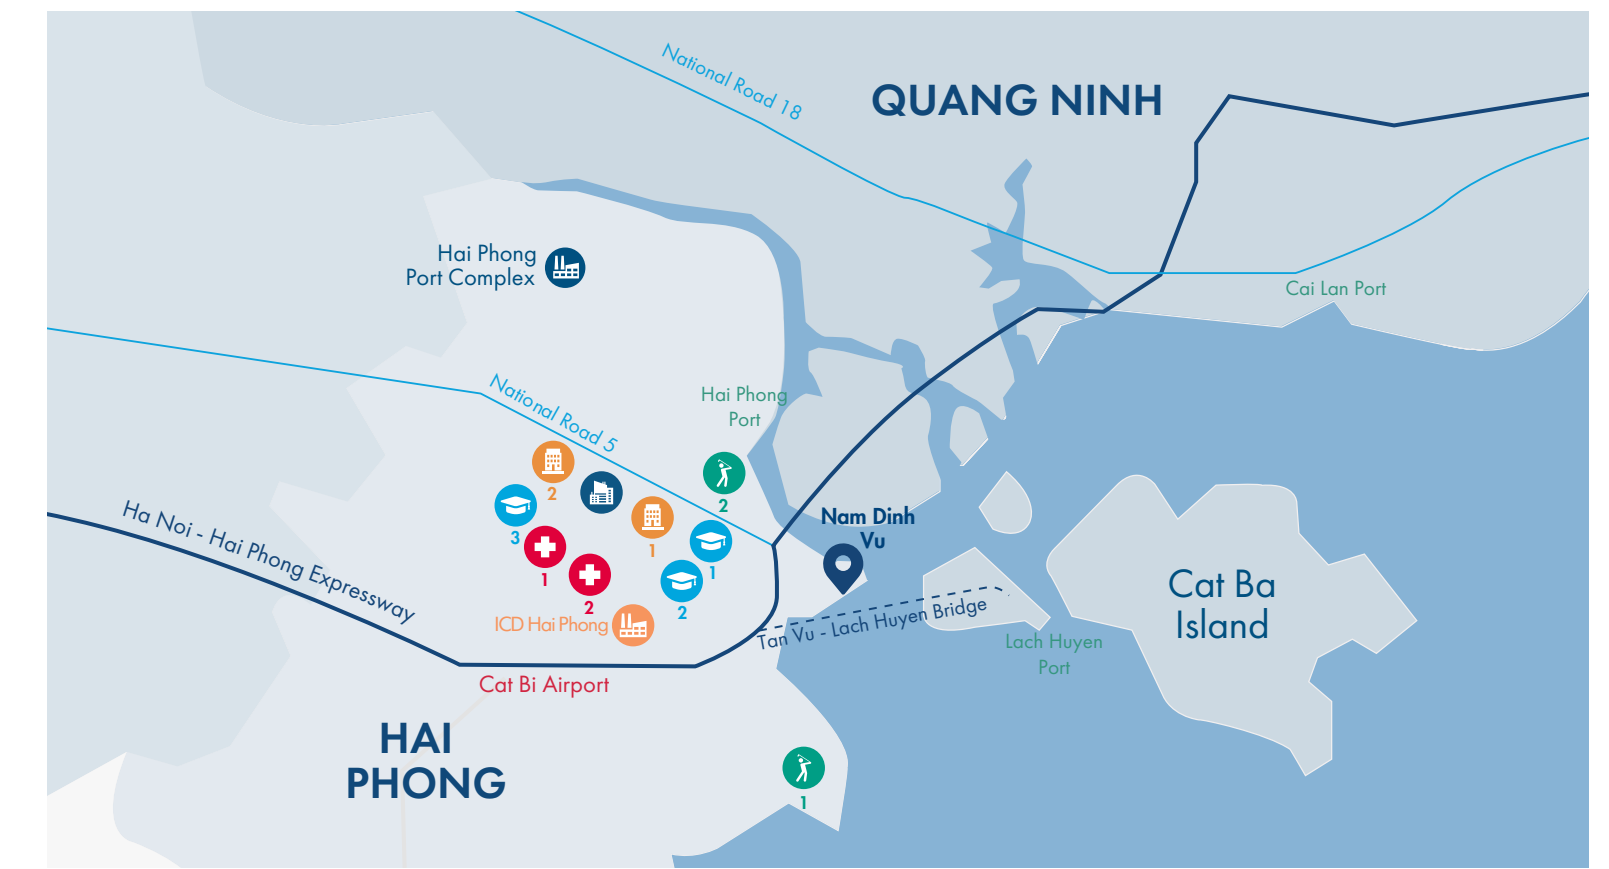 National Road 18
QUANG NINH
Hai Phong
Port Complex
Cai Lan Port
National Road 5
Hai Phong
Port
2
2
3
1
1
1
2
2
Nam Dinh
Vu
Ha Noi - Hai Phong Expressway
ICD Hai Phong
Tan Vu - Lach Huyen Bridge
Cat Ba
Island
Lach Huyen
Port
Cat Bi Airport
HAI
PHONG
1